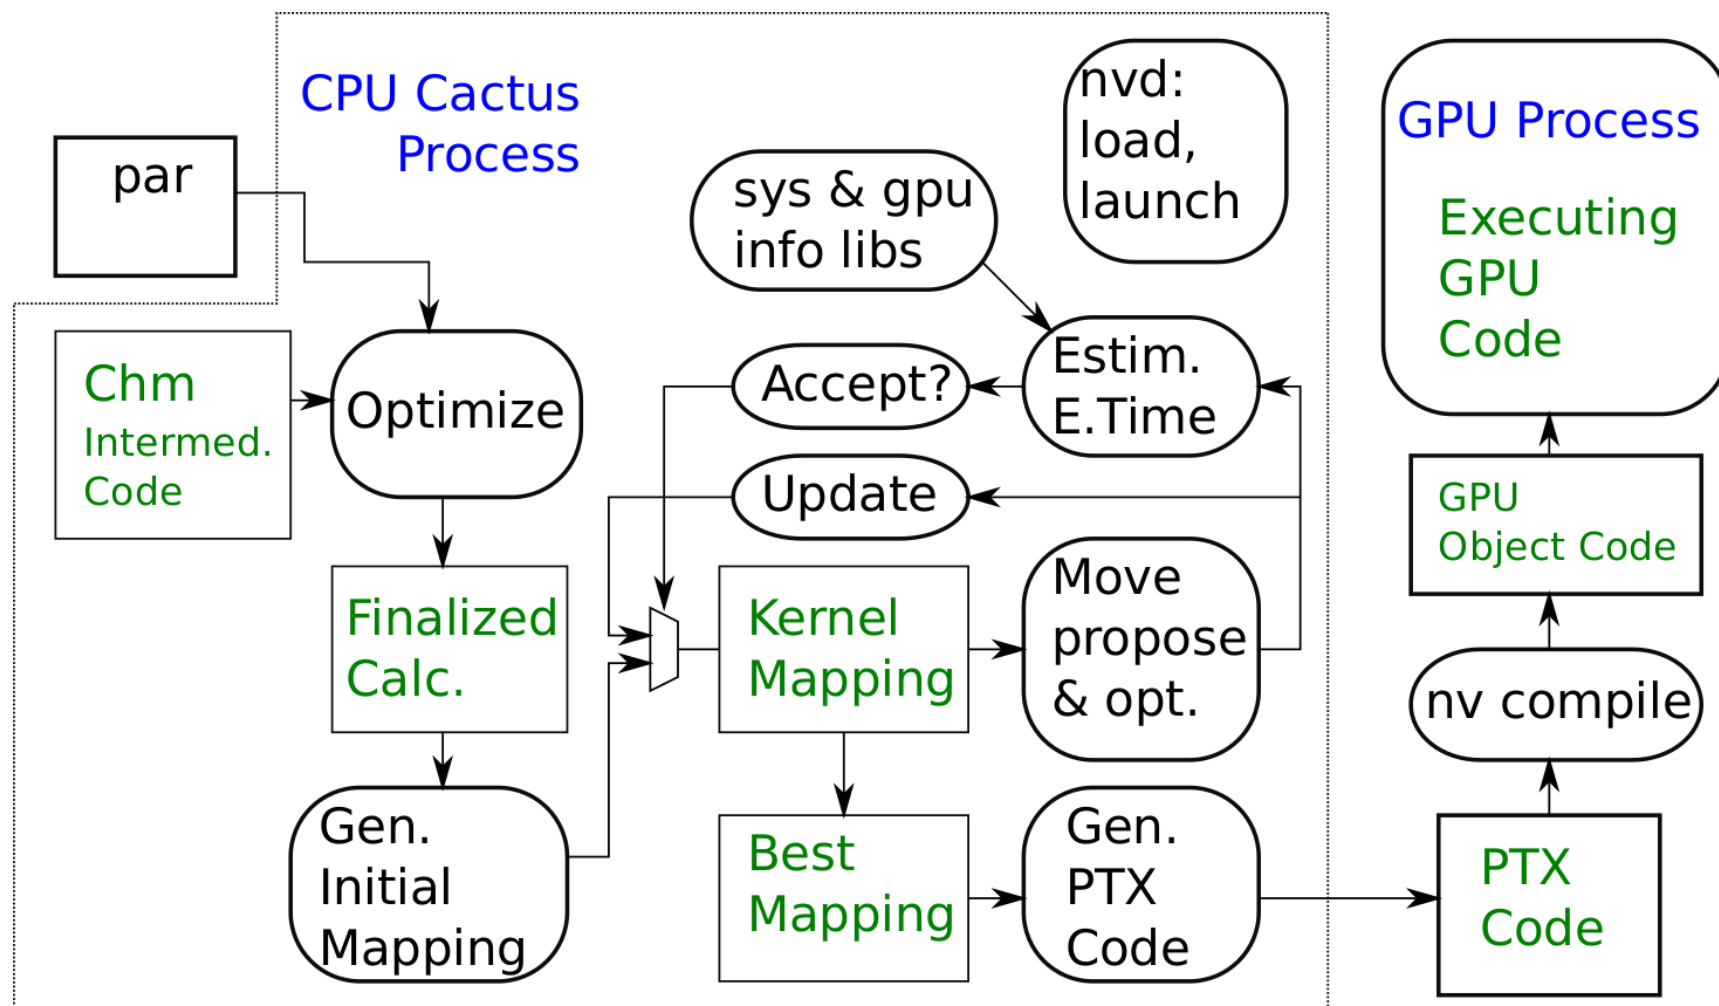 CPU Cactus
Process
par
nvd:
load,
launch
sys & gpu
info libs
GPU Process
Executing
GPU
Code
Chm
Intermed.
Code
Optimize
Accept?
Estim.
E.Time
Update
GPU
Object Code
Finalized
Calc.
Kernel
Mapping
Move
propose
& opt.
nv compile
Gen.
Initial
Mapping
Best
Mapping
Gen.
PTX
Code
PTX
Code